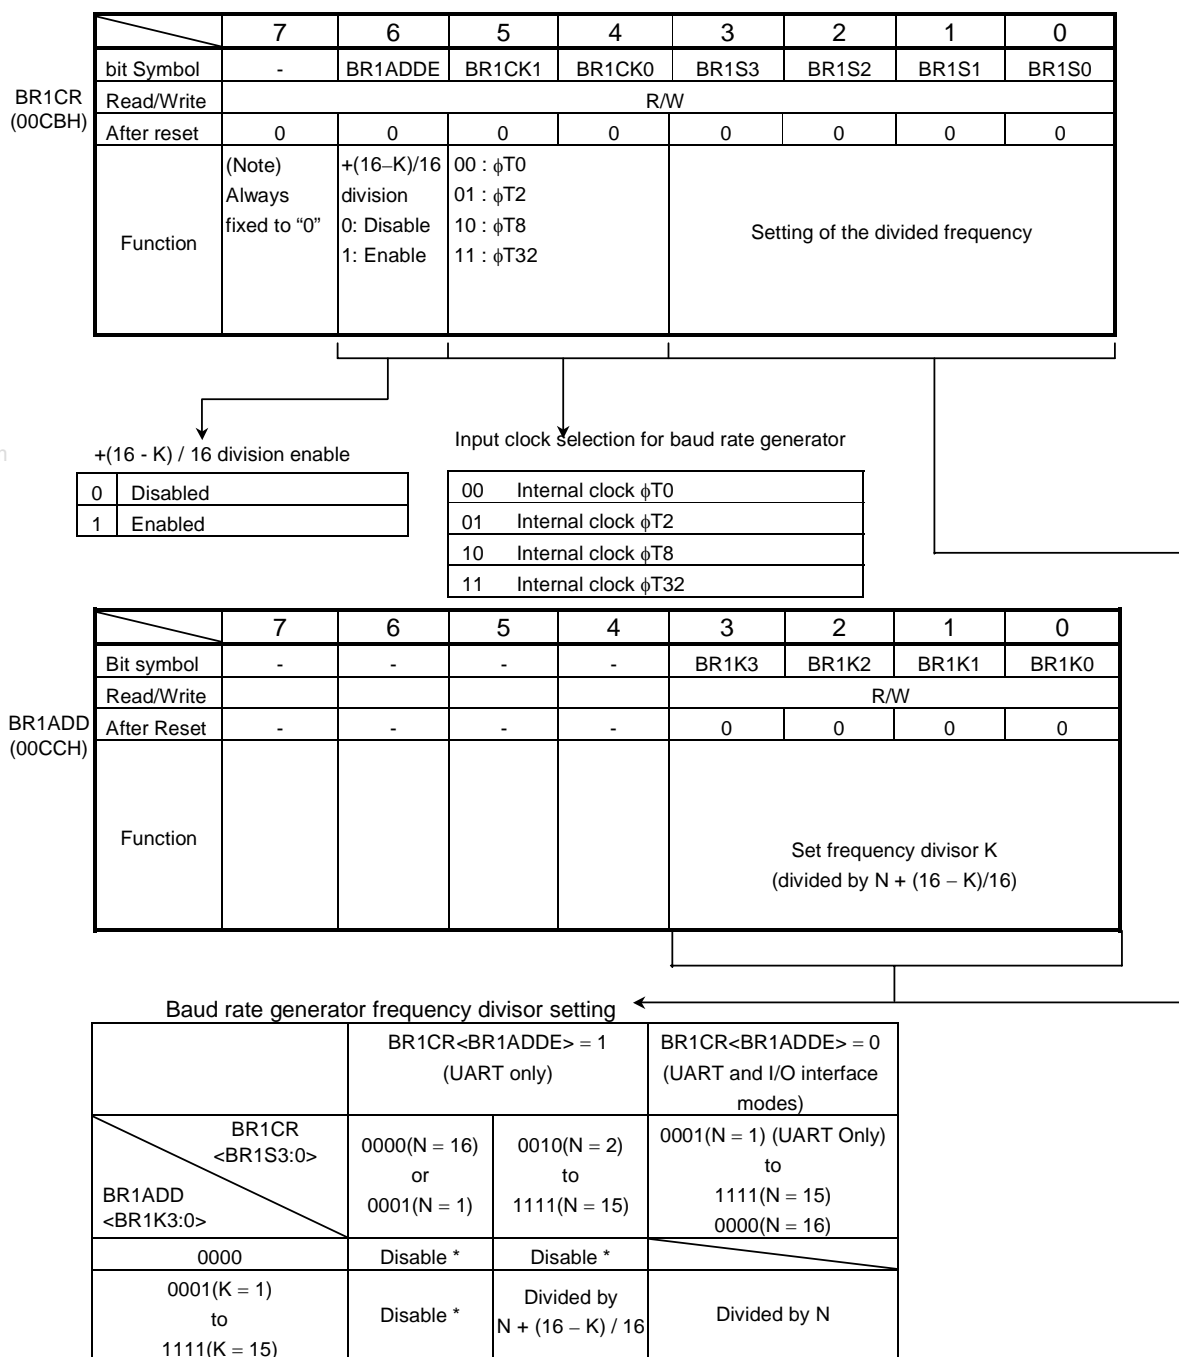 7 6 5 4 3 2 1 0
bit Symbol - BR1ADDE BR1CK1 BR1CK0 BR1S3 BR1S2 BR1S1 BR1S0
BR1CR
(00CBH)
Read/Write R/W
After reset 0 0 0 0 0 0 0 0
Function
(Note)
Always
fixed to “0”
+(16–K)/16
division
0: Disable
1: Enable
00 : ϕT0
01 : ϕT2
10 : ϕT8
11 : ϕT32
Setting of the divided frequency
+(16 - K) / 16 division enable
0 Disabled
1 Enabled
Input clock selection for baud rate generator
00 Internal clock ϕT0
01 Internal clock ϕT2
10 Internal clock ϕT8
11 Internal clock ϕT32
7 6 5 4 3 2 1 0
Bit symbol - - - - BR1K3 BR1K2 BR1K1 BR1K0
Read/Write R/W
BR1ADD
(00CCH)
After Reset - - - - 0 0 0 0
Function
Set frequency divisor K
(divided by N + (16 – K)/16)
Baud rate generator frequency divisor setting
BR1CR<BR1ADDE> = 1
(UART only)
BR1CR<BR1ADDE> = 0
(UART and I/O interface
modes)
BR1CR
<BR1S3:0>
BR1ADD
<BR1K3:0>
0000(N = 16)
or
0001(N = 1)
0010(N = 2)
to
1111(N = 15)
0001(N = 1) (UART Only)
to
1111(N = 15)
0000(N = 16)
0000 Disable * Disable *
0001(K = 1)
to
1111(K = 15)
Disable *
Divided by
N + (16 – K) / 16
Divided by N